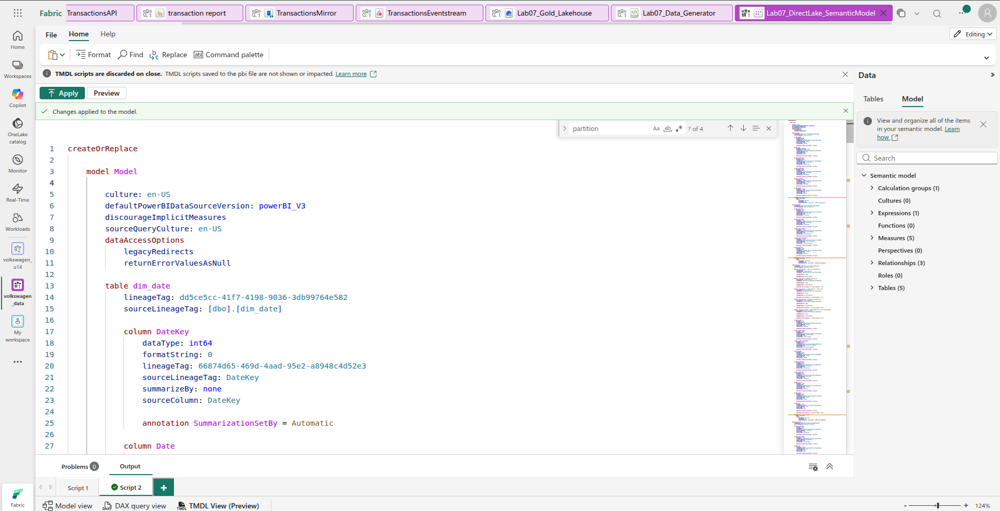 Fabric
TransactionsAPI
transaction report
TransactionsMirror
TransactionsEventstream
Lab07_Gold_Lakehouse
Lab07_Data_Generator
Lab07_DirectLake_SemanticModel
File
Home
Help
Editing
Format
Find
Replace
Command palette
TMDL scripts are discarded on close. TMDL scripts saved to the pbi file are not shown or impacted. Learn more
Apply
Preview
Changes applied to the model.
partition
Aa
ab
? of 4
1 createOrReplace
2
3 model Model
4
5 culture: en-US
6 defaultPowerBIDataSourceVersion: powerBI_V3
7 discourageImplicitMeasures
8 sourceQueryCulture: en-US
9 dataAccessOptions
10 legacyRedirects
11 returnErrorValuesAsNull
12
13 table dim_date
14 lineageTag: dd5ce5cc-41f7-4198-9036-3db99764e582
15 sourceLineageTag: [dbo].[dim_date]
16
17 column DateKey
18 dataType: int64
19 formatString: 0
20 lineageTag: 66874d65-469d-4aad-95e2-a8948c4d52e3
21 sourceLineageTag: DateKey
22 summarizeBy: none
23 sourceColumn: DateKey
24
25 annotation SummarizationSetBy = Automatic
26
27 column Date
Problems 0
Output
Script 1
Script 2
Model view
DAX query view
TMDL View (Preview)
- + 124%
Home
Workspaces
Copilot
OneLake
catalog
Monitor
Real-Time
Workloads
volkswagen_
u14
volkswagen
_data
My
workspace
Fabric
Data
Tables
Model
View and organize all of the items
in your semantic model. Learn
how
Search
Semantic model
Calculation groups (1)
Cultures (0)
Expressions (1)
Functions (0)
Measures (5)
Perspectives (0)
Relationships (3)
Roles (0)
Tables (5)